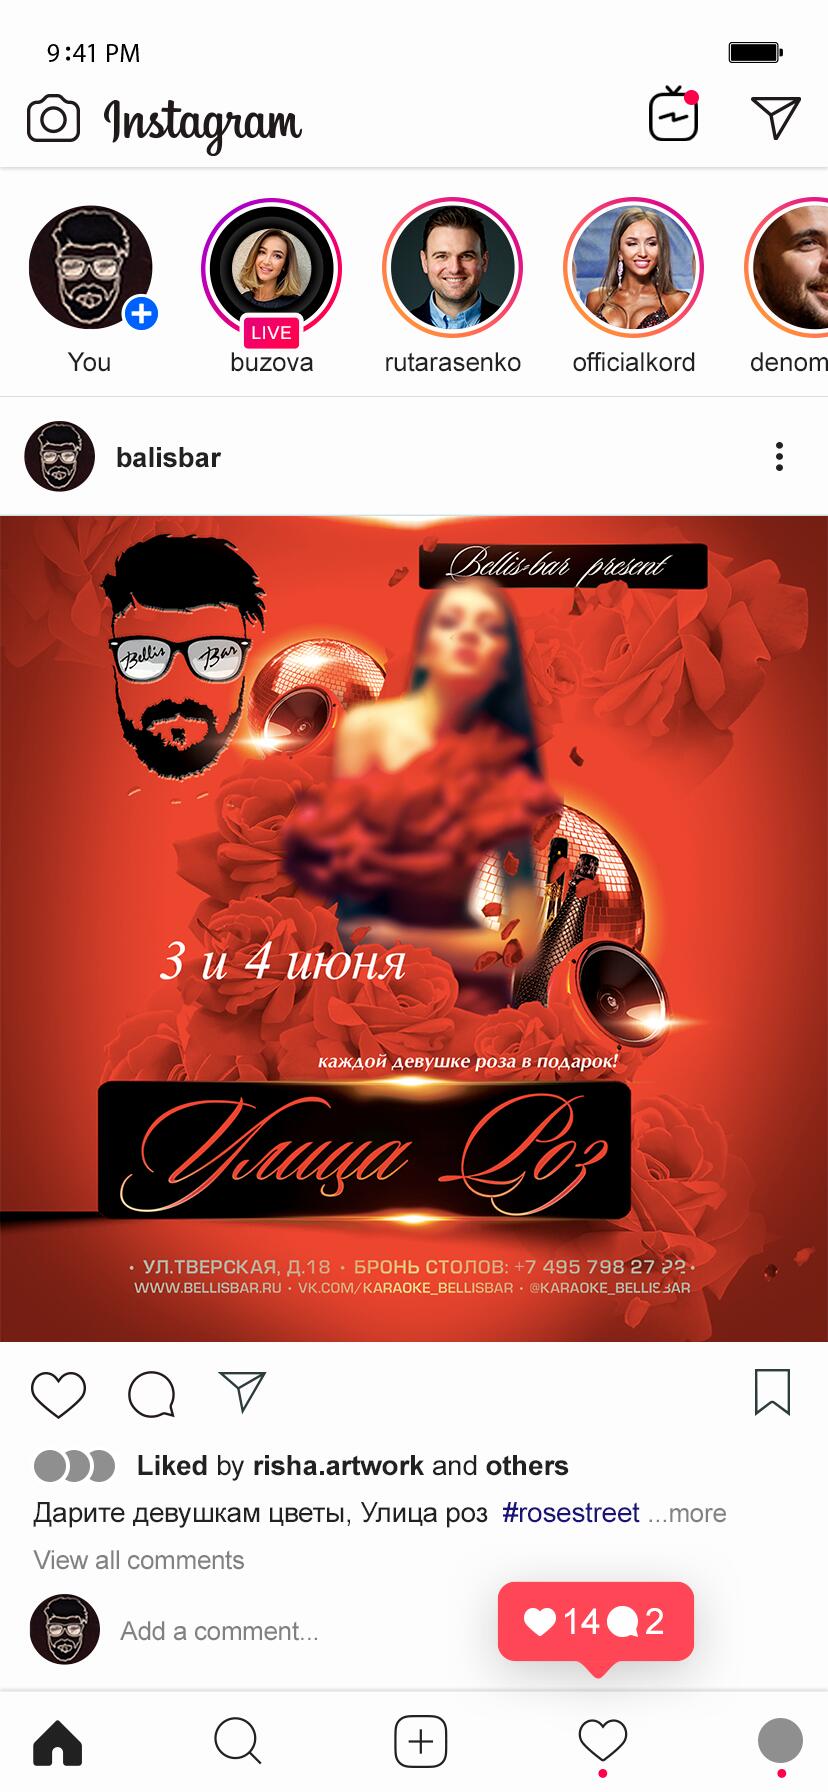 9:41 PM
Instagram
LIVE
You
buzova
rutarasenko
officialkord
denom
balisbar
Bellis-bar present
Bellis Bar
3 и 4 июня
каждой девушке роза в подарок!
Улица Роз
• УЛ.ТВЕРСКАЯ, Д.18 • БРОНЬ СТОЛОВ: +7 495 798 27 22 •
WWW.BELLISBAR.RU • VK.COM/KARAOKE_BELLISBAR • @KARAOKE_BELLISBAR
Liked by risha.artwork and others
Дарите девушкам цветы, Улица роз #rosestreet ...more
View all comments
Add a comment...
14 2